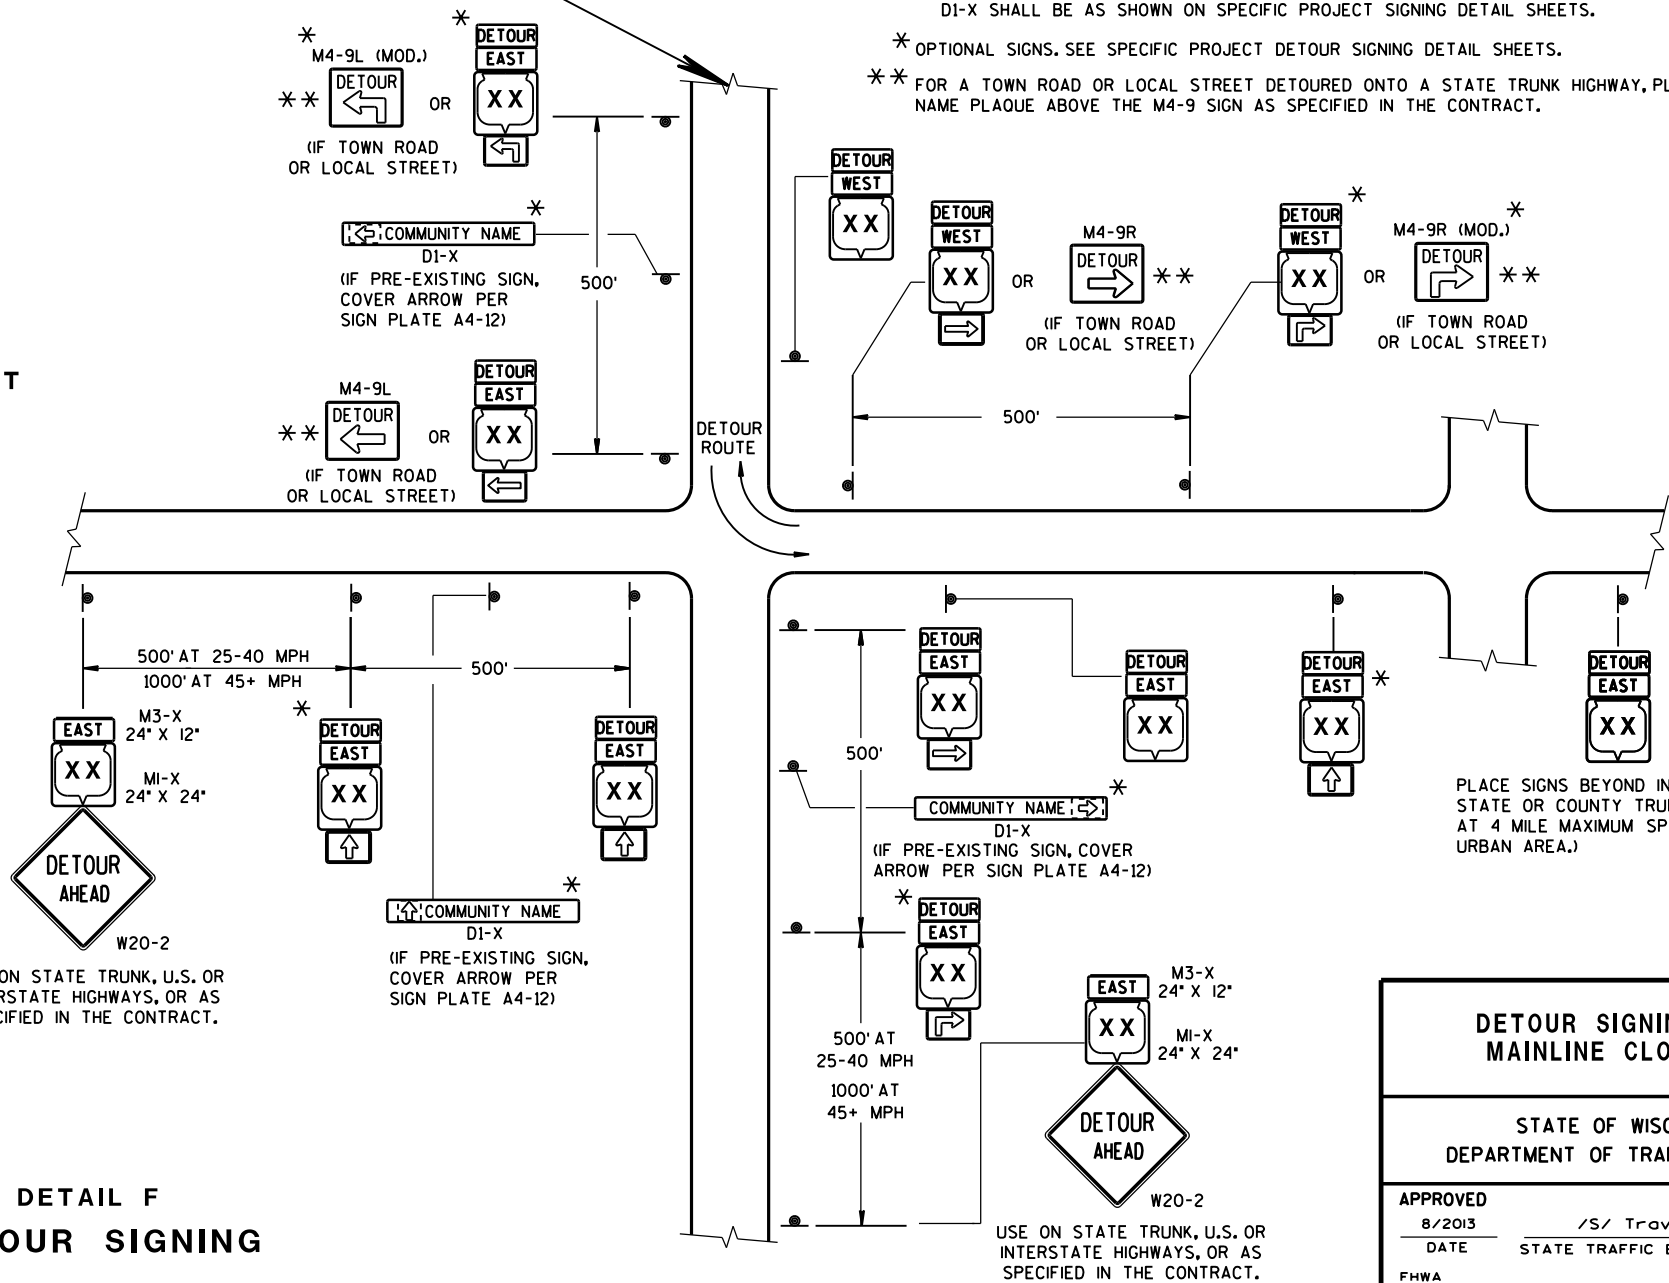 D1-X SHALL BE AS SHOWN ON SPECIFIC PROJECT SIGNING DETAIL SHEETS.
* OPTIONAL SIGNS. SEE SPECIFIC PROJECT DETOUR SIGNING DETAIL SHEETS.
** FOR A TOWN ROAD OR LOCAL STREET DETOURED ONTO A STATE TRUNK HIGHWAY, PL
NAME PLAQUE ABOVE THE M4-9 SIGN AS SPECIFIED IN THE CONTRACT.
*
M4-9L (MOD.)
** DETOUR
OR
(IF TOWN ROAD
OR LOCAL STREET)
*
DETOUR
EAST
XX
*
COMMUNITY NAME
D1-X
(IF PRE-EXISTING SIGN,
COVER ARROW PER
SIGN PLATE A4-12)
500'
T
M4-9L
** DETOUR
OR
(IF TOWN ROAD
OR LOCAL STREET)
DETOUR
EAST
XX
DETOUR
ROUTE
DETOUR
WEST
XX
DETOUR
WEST
XX
OR
M4-9R
DETOUR **
(IF TOWN ROAD
OR LOCAL STREET)
500'
*
DETOUR
WEST
XX
OR
M4-9R (MOD.) *
DETOUR **
(IF TOWN ROAD
OR LOCAL STREET)
500' AT 25-40 MPH
1000' AT 45+ MPH
500'
EAST
XX
M3-X
24" X 12"
M1-X
24" X 24"
DETOUR
AHEAD
W20-2
ON STATE TRUNK, U.S. OR
RSTATE HIGHWAYS, OR AS
CIFIED IN THE CONTRACT.
*
DETOUR
EAST
XX
DETOUR
EAST
XX
*
COMMUNITY NAME
D1-X
(IF PRE-EXISTING SIGN,
COVER ARROW PER
SIGN PLATE A4-12)
500'
DETOUR
EAST
XX
DETOUR
EAST
XX
*
COMMUNITY NAME
D1-X
(IF PRE-EXISTING SIGN, COVER
ARROW PER SIGN PLATE A4-12)
*
DETOUR
EAST
XX
500' AT
25-40 MPH
1000' AT
45+ MPH
EAST
XX
M3-X
24" X 12"
M1-X
24" X 24"
DETOUR
AHEAD
W20-2
USE ON STATE TRUNK, U.S. OR
INTERSTATE HIGHWAYS, OR AS
SPECIFIED IN THE CONTRACT.
DETOUR
EAST *
XX
DETOUR
EAST
XX
PLACE SIGNS BEYOND IN
STATE OR COUNTY TRU
AT 4 MILE MAXIMUM SP
URBAN AREA.)
DETAIL F
OUR SIGNING
DETOUR SIGNI
MAINLINE CLO
STATE OF WISC
DEPARTMENT OF TRA
APPROVED
8/2013 /S/ Trav
DATE STATE TRAFFIC E
FHWA